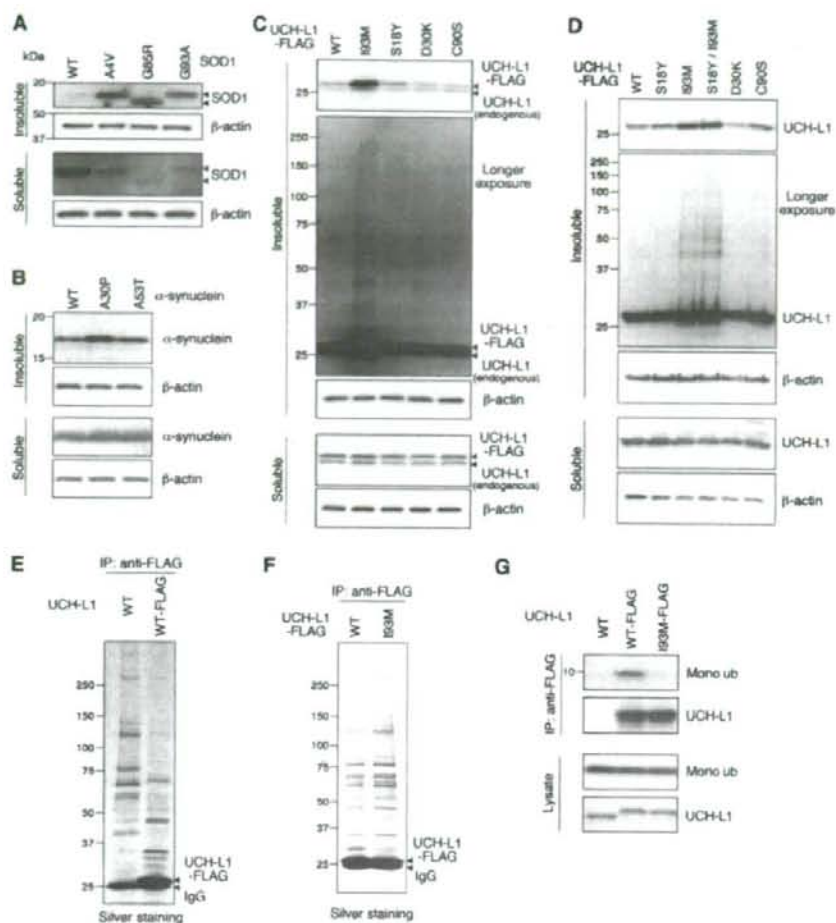 A
kDa
WT
A4V
G85R
G93A
SOD1
20
Insoluble
SOD1
50
β-actin
37
Soluble
SOD1
β-actin
B
WT
A30P
A53T
α-synuclein
20
Insoluble
α-synuclein
15
β-actin
Soluble
α-synuclein
β-actin
C
UCH-L1
-FLAG
WT
I93M
S18Y
D30K
C90S
UCH-L1
-FLAG
25
UCH-L1
(endogenous)
Insoluble
250
Longer
exposure
150
100
75
50
37
UCH-L1
-FLAG
25
UCH-L1
(endogenous)
β-actin
Soluble
UCH-L1
-FLAG
UCH-L1
(endogenous)
β-actin
D
UCH-L1
-FLAG
WT
S18Y
I93M
S18Y / I93M
D30K
C90S
25
UCH-L1
Insoluble
250
150
100
75
Longer
exposure
50
37
25
UCH-L1
β-actin
Soluble
UCH-L1
β-actin
E
IP: anti-FLAG
UCH-L1
WT
WT-FLAG
250
150
100
75
50
37
UCH-L1
-FLAG
25
IgG
Silver staining
F
IP: anti-FLAG
UCH-L1
-FLAG
WT
I93M
250
150
100
75
50
37
UCH-L1
-FLAG
25
IgG
Silver staining
G
UCH-L1
WT
WT-FLAG
I93M-FLAG
IP: anti-FLAG
10
Mono ub
UCH-L1
Lysate
Mono ub
UCH-L1